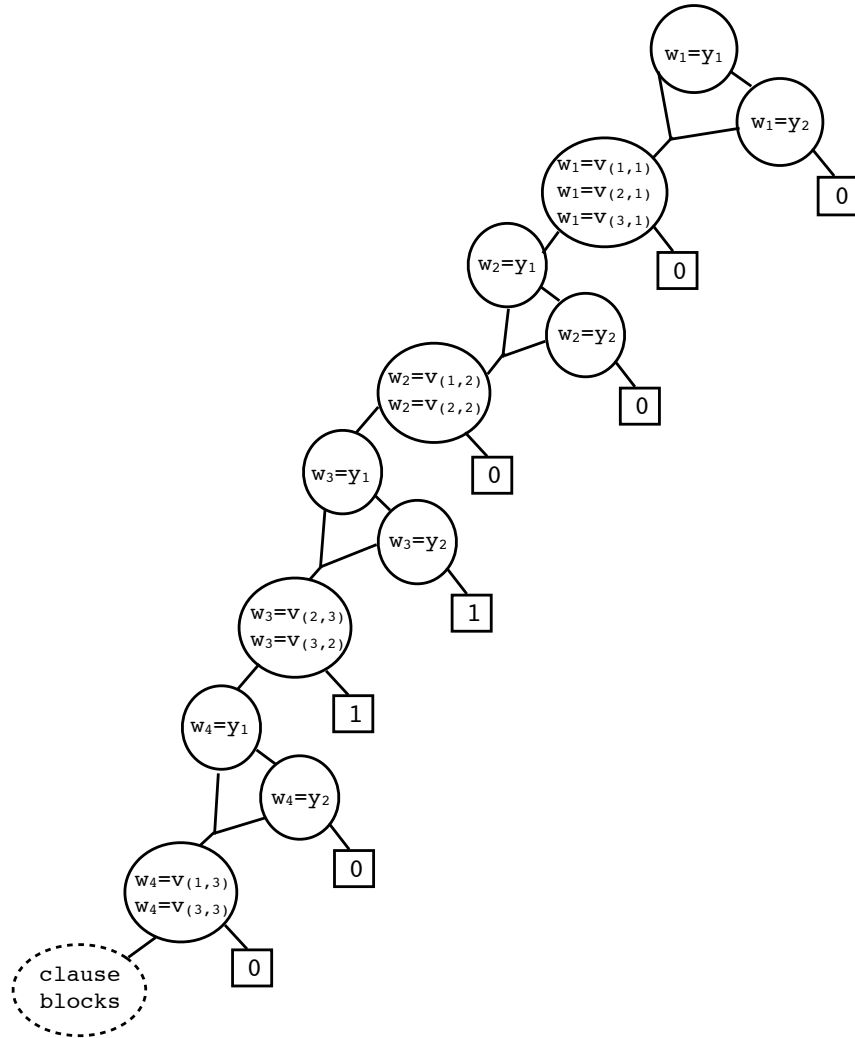 w₁=y₁
w₁=y₂
0
w₁=v₍₁,₁₎
w₁=v₍₂,₁₎
w₁=v₍₃,₁₎
0
w₂=y₁
w₂=y₂
0
w₂=v₍₁,₂₎
w₂=v₍₂,₂₎
0
w₃=y₁
w₃=y₂
1
w₃=v₍₂,₃₎
w₃=v₍₃,₂₎
1
w₄=y₁
w₄=y₂
0
w₄=v₍₁,₃₎
w₄=v₍₃,₃₎
0
clause
blocks